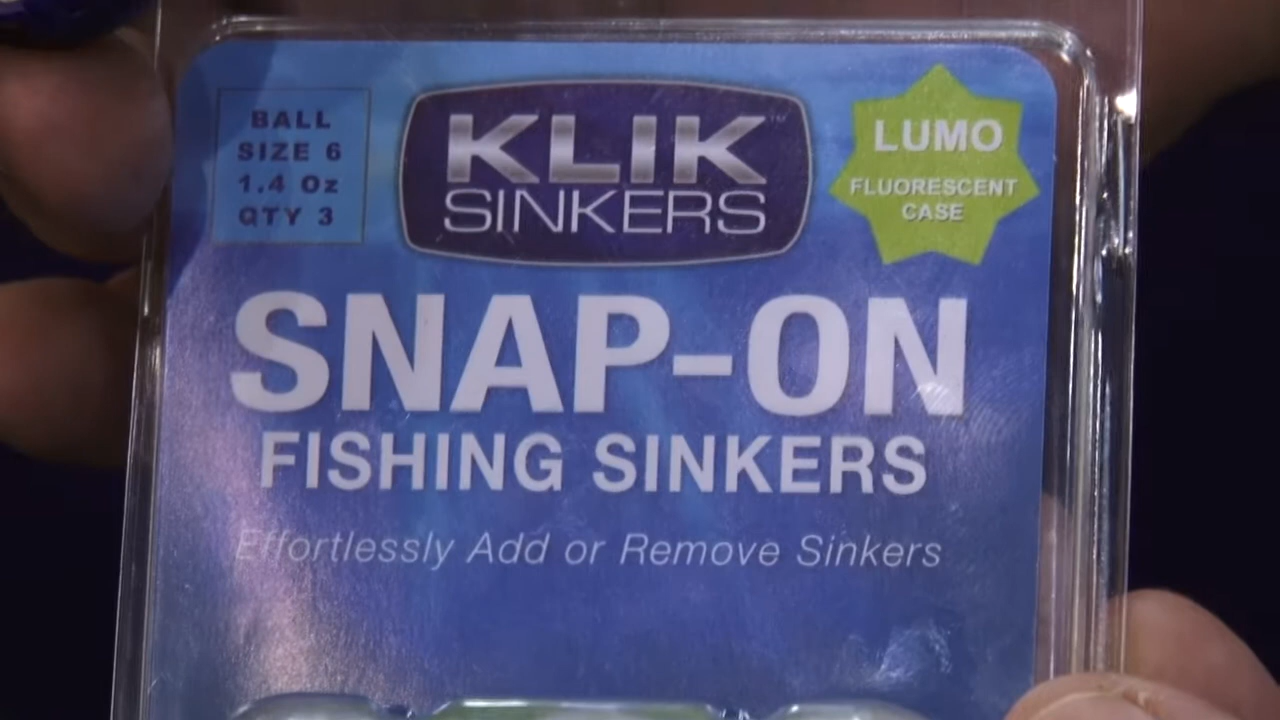 BALL
SIZE 6
1.4 Oz
QTY 3
KLIK
SINKERS
LUMO
FLUORESCENT
CASE
SNAP-ON
FISHING SINKERS
Effortlessly Add or Remove Sinkers